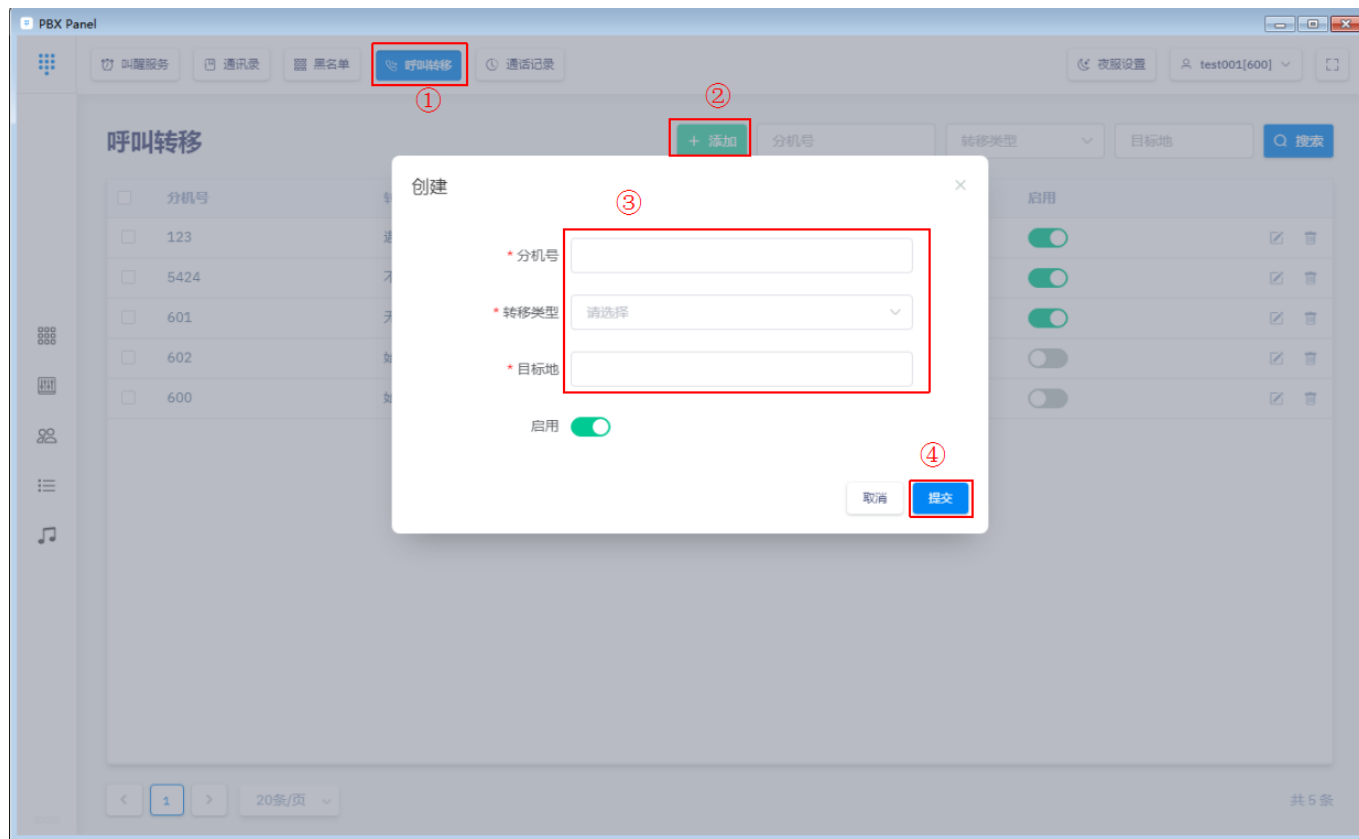 PBX Panel
叫醒服务 通讯录 黑名单 呼叫转移 通话记录 夜服设置 test001[600]
① ②
呼叫转移 + 添加 分机号 转移类型 目标地 搜索
创建
③
分机号 启用
123
* 分机号
5424
* 转移类型 请选择
601
602
* 目标地
600
启用
④
取消 提交
1 20条/页 共 5 条